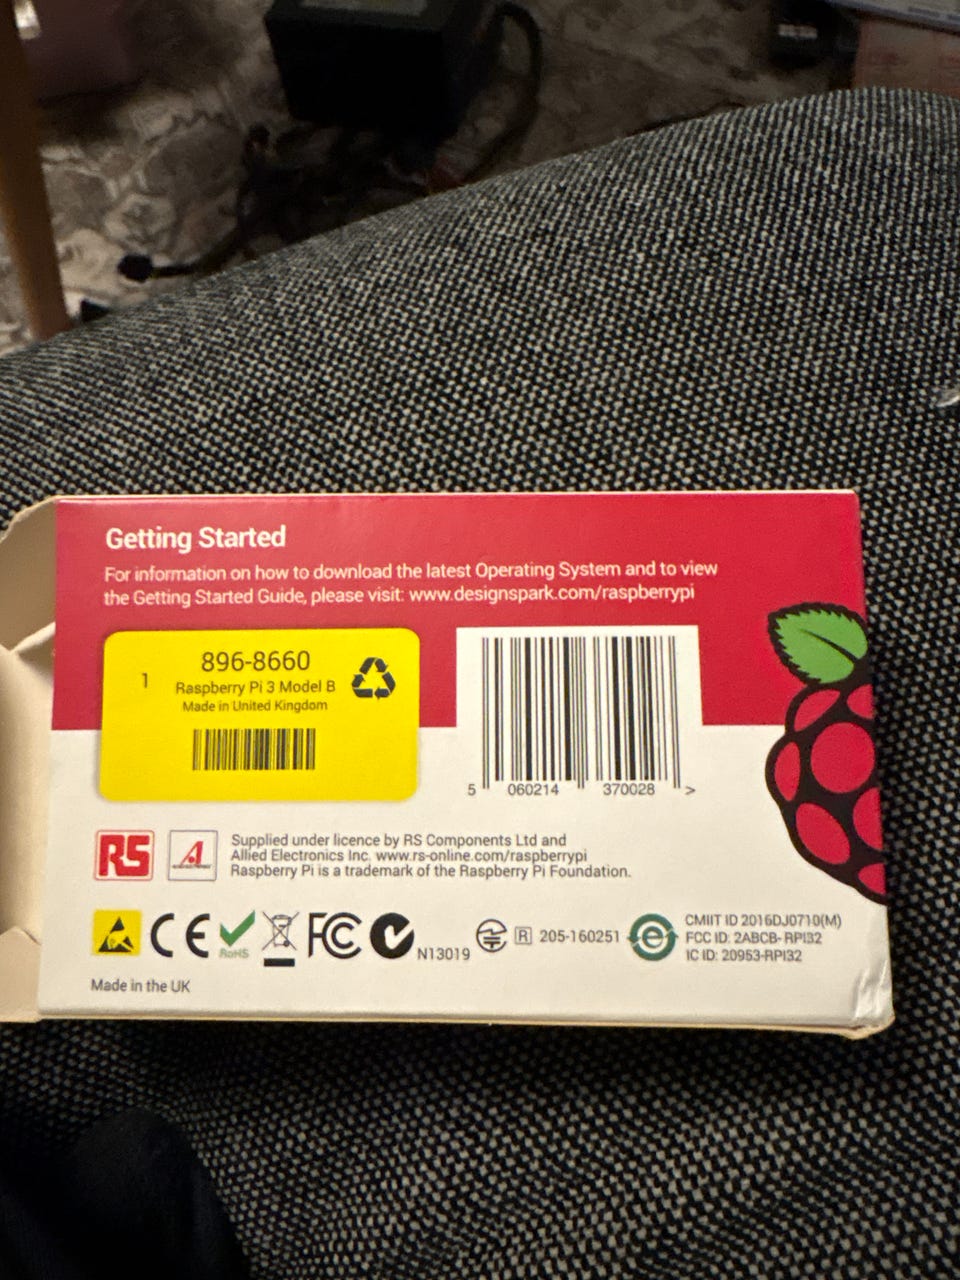 Getting Started
For information on how to download the latest Operating System and to view
the Getting Started Guide, please visit: www.designspark.com/raspberrypi
896-8660
1
Raspberry Pi 3 Model B
Made in United Kingdom
5 060214 370028 >
RS
A
Supplied under licence by RS Components Ltd and
Allied Electronics Inc. www.rs-online.com/raspberrypi
Raspberry Pi is a trademark of the Raspberry Pi Foundation.
CE
RoHS
FC
N13019
R 205-160251
e
CMIIT ID 2016DJ0710(M)
FCC ID: 2ABCB- RPI32
IC ID: 20953-RPI32
Made in the UK